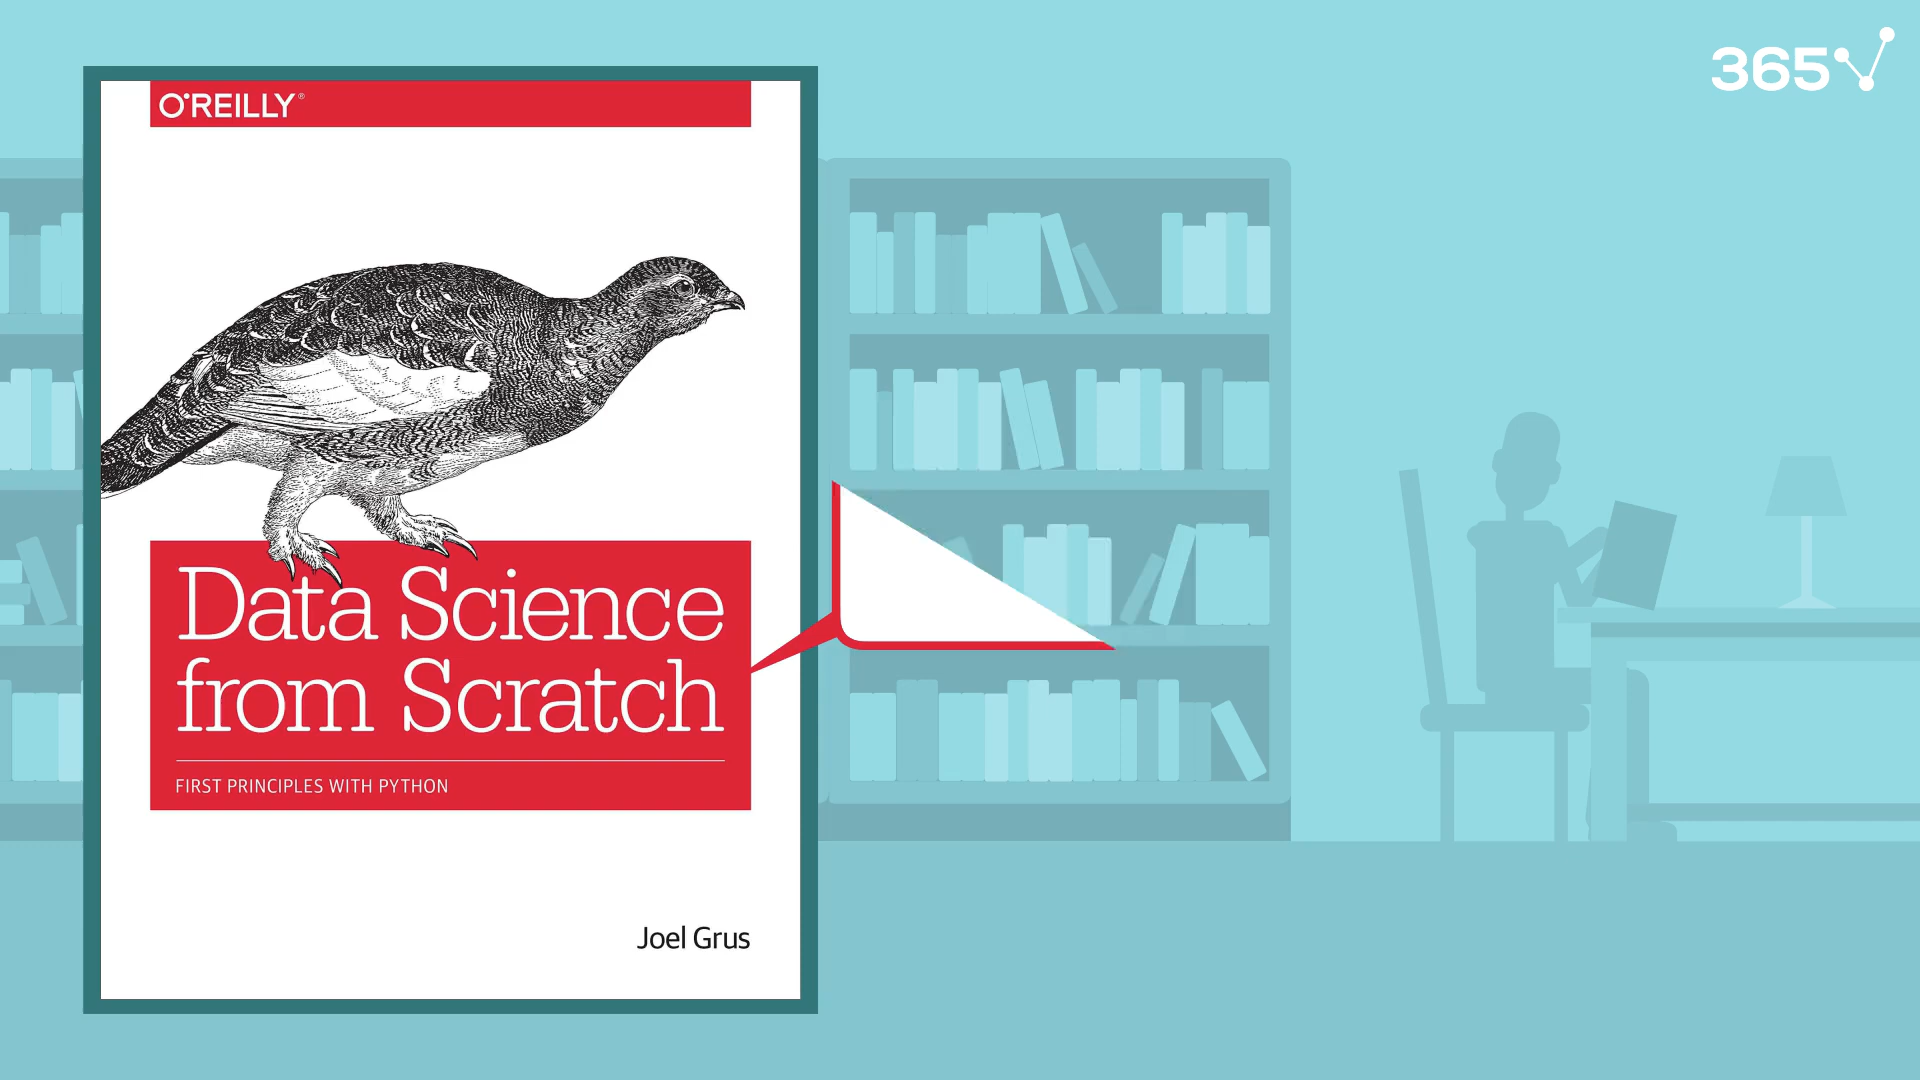 O'REILLY®
365
Data Science
from Scratch
FIRST PRINCIPLES WITH PYTHON
Joel Grus